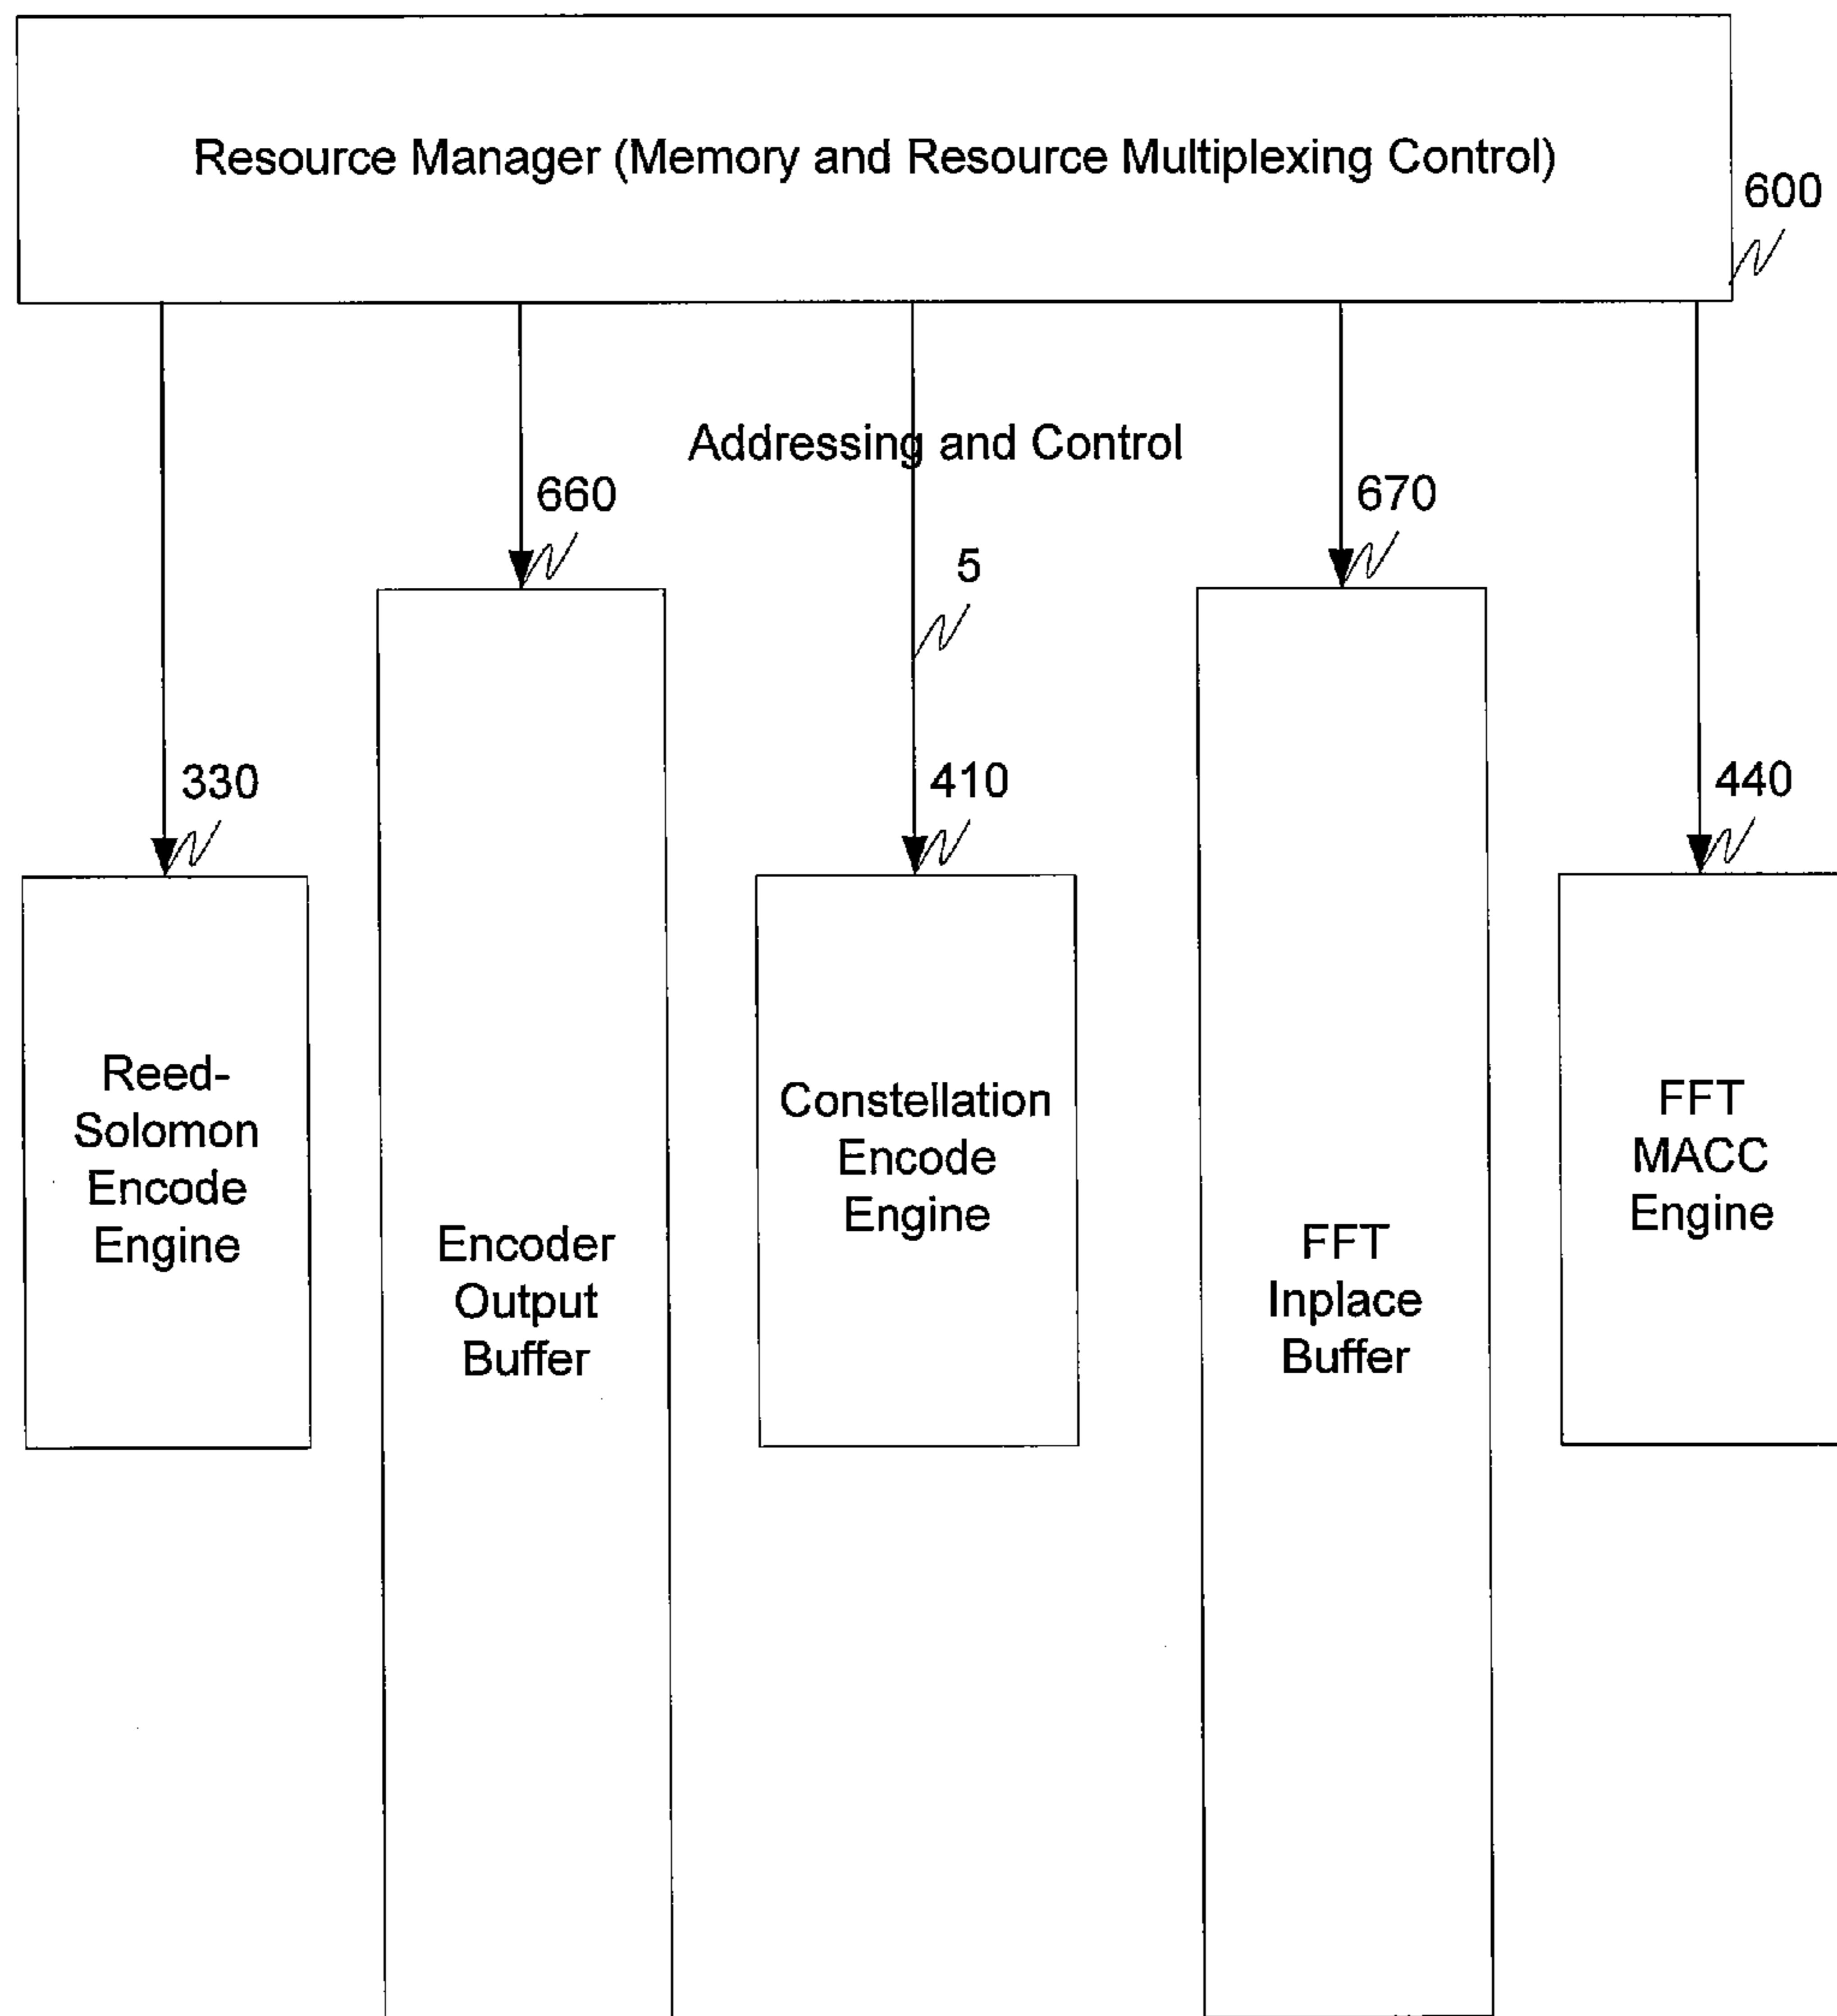 Resource Manager (Memory and Resource Multiplexing Control)
600
Addressing and Control
660
670
5
330
410
440
Reed-
Solomon
Encode
Engine
Encoder
Output
Buffer
Constellation
Encode
Engine
FFT
Inplace
Buffer
FFT
MACC
Engine